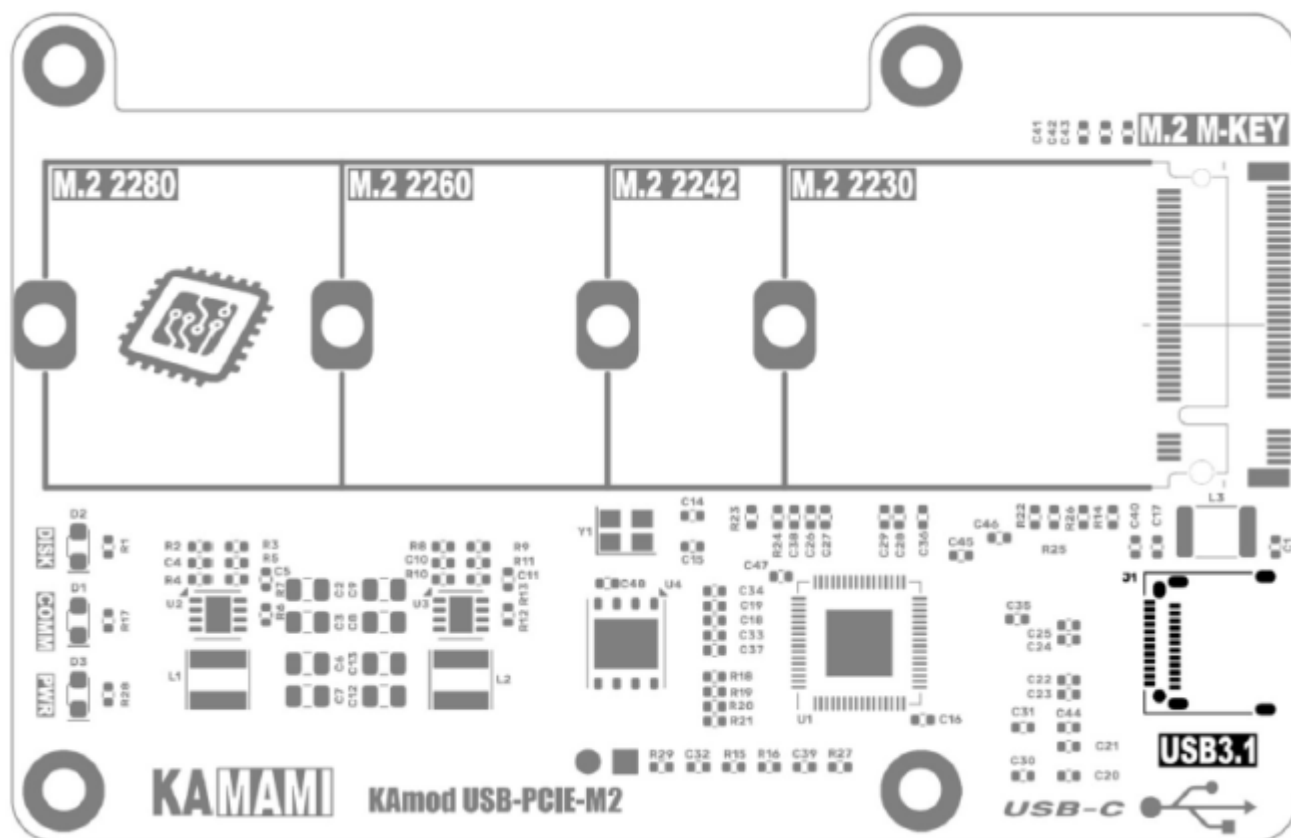 C41
C42
C43
M.2 M-KEY
M.2 2280
M.2 2260
M.2 2242
M.2 2230
D2
DISK
R1
R2
C4
R4
R3
R5
C5
R7
R6
U2
L1
D1
COMM
R17
D3
PWR
R28
C2
C9
C3
C8
C6
C13
C7
C12
R8
C10
R10
R9
R11
C11
R13
R12
U3
L2
Y1
C14
C15
C48
U4
R23
R24
C38
C26
C27
C29
C28
C36
C47
C34
C19
C18
C33
C37
R18
R19
R20
R21
U1
C16
C45
C46
R22
R26
R14
R25
C40
C17
L3
C1
J1
C35
C25
C24
C22
C23
C31
C44
C21
C30
C20
USB3.1
R29 C32 R15 R16 C39 R27
KAMAMI
KAmod USB-PCIE-M2
USB-C